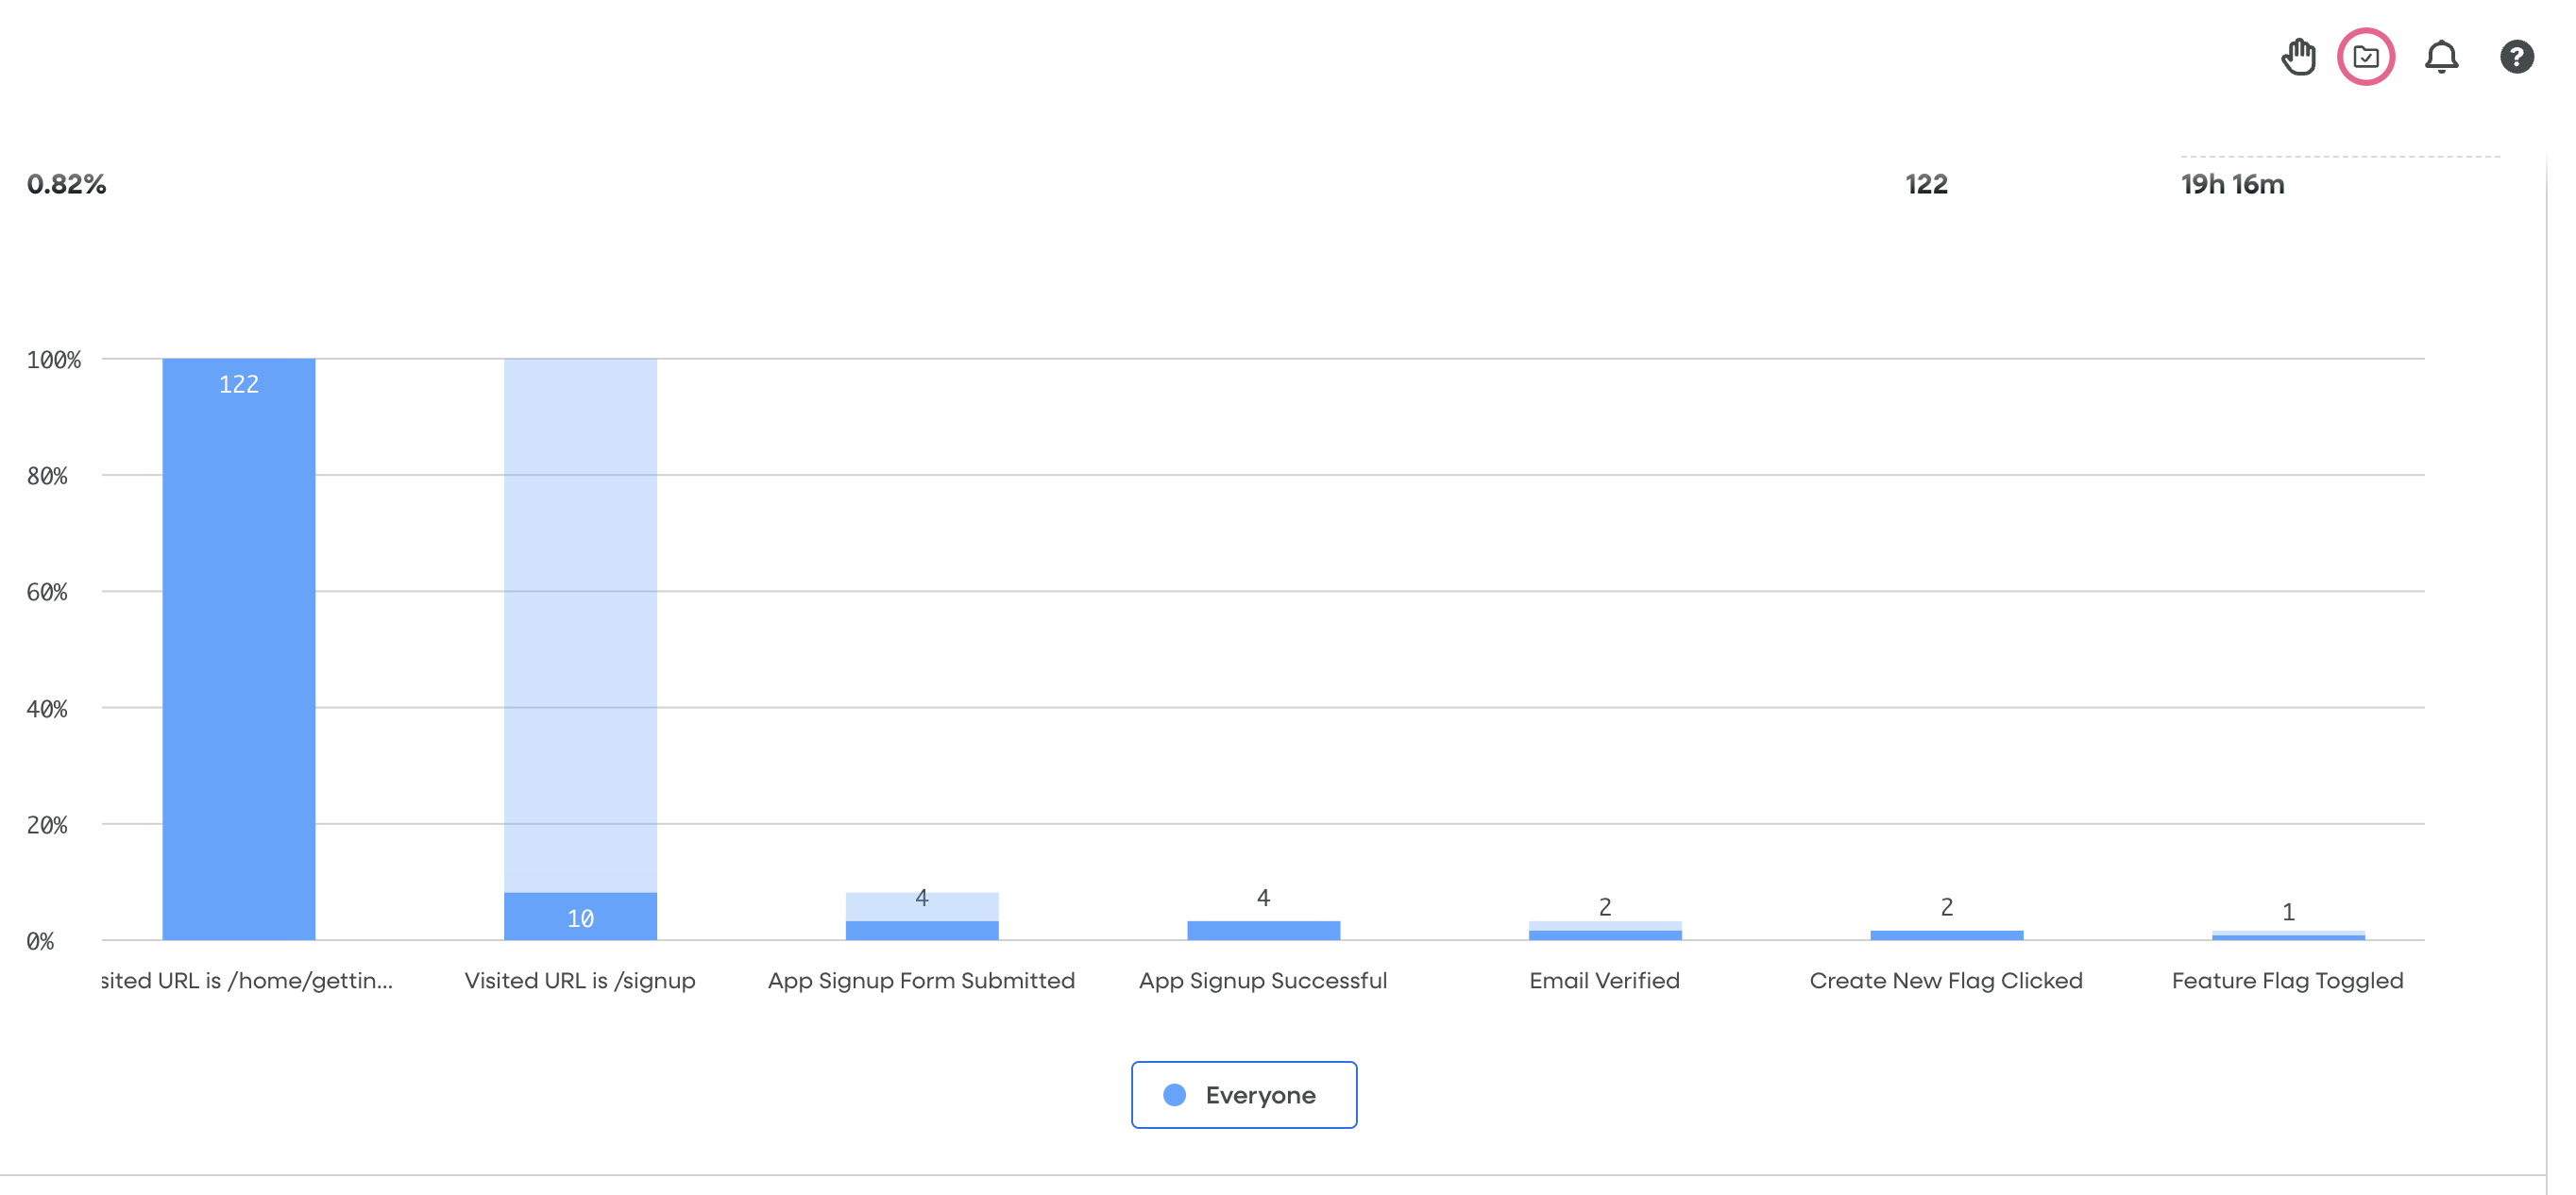 ?
0.82% 122 19h 16m
100%
122
80%
60%
40%
20%
4 4 2 2 1
10
0%
sited URL is /home/gettin... Visited URL is /signup App Signup Form Submitted App Signup Successful Email Verified Create New Flag Clicked Feature Flag Toggled
Everyone